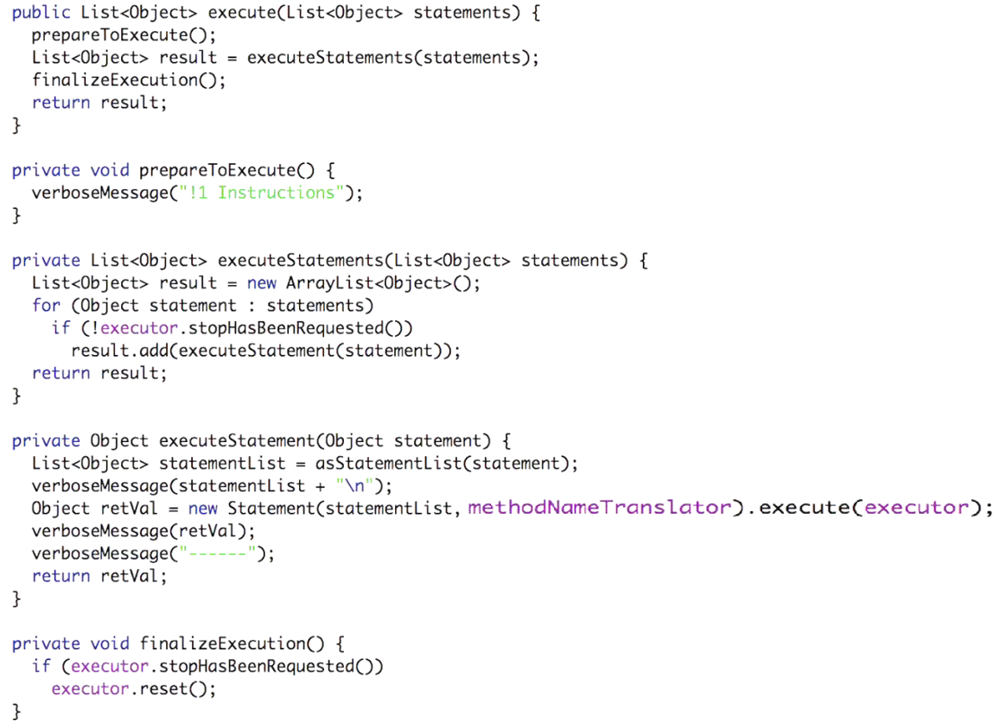 public List<Object> execute(List<Object> statements) {
  prepareToExecute();
  List<Object> result = executeStatements(statements);
  finalizeExecution();
  return result;
}

private void prepareToExecute() {
  verboseMessage("!1 Instructions");
}

private List<Object> executeStatements(List<Object> statements) {
  List<Object> result = new ArrayList<Object>();
  for (Object statement : statements)
    if (!executor.stopHasBeenRequested())
      result.add(executeStatement(statement));
  return result;
}

private Object executeStatement(Object statement) {
  List<Object> statementList = asStatementList(statement);
  verboseMessage(statementList + "\n");
  Object retVal = new Statement(statementList, methodNameTranslator).execute(executor);
  verboseMessage(retVal);
  verboseMessage("------");
  return retVal;
}

private void finalizeExecution() {
  if (executor.stopHasBeenRequested())
    executor.reset();
}